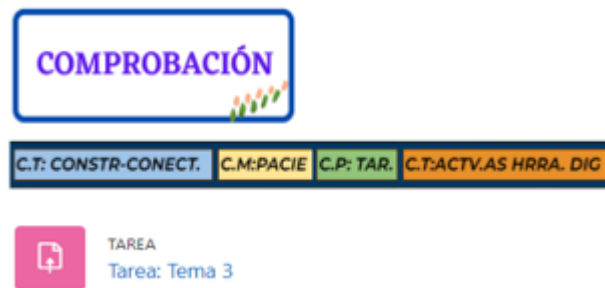 COMPROBACIÓN
C.T: CONSTR-CONECT. C.M:PACIE C.P: TAR. C.T:ACTV.AS HRRA. DIG
TAREA
Tarea: Tema 3